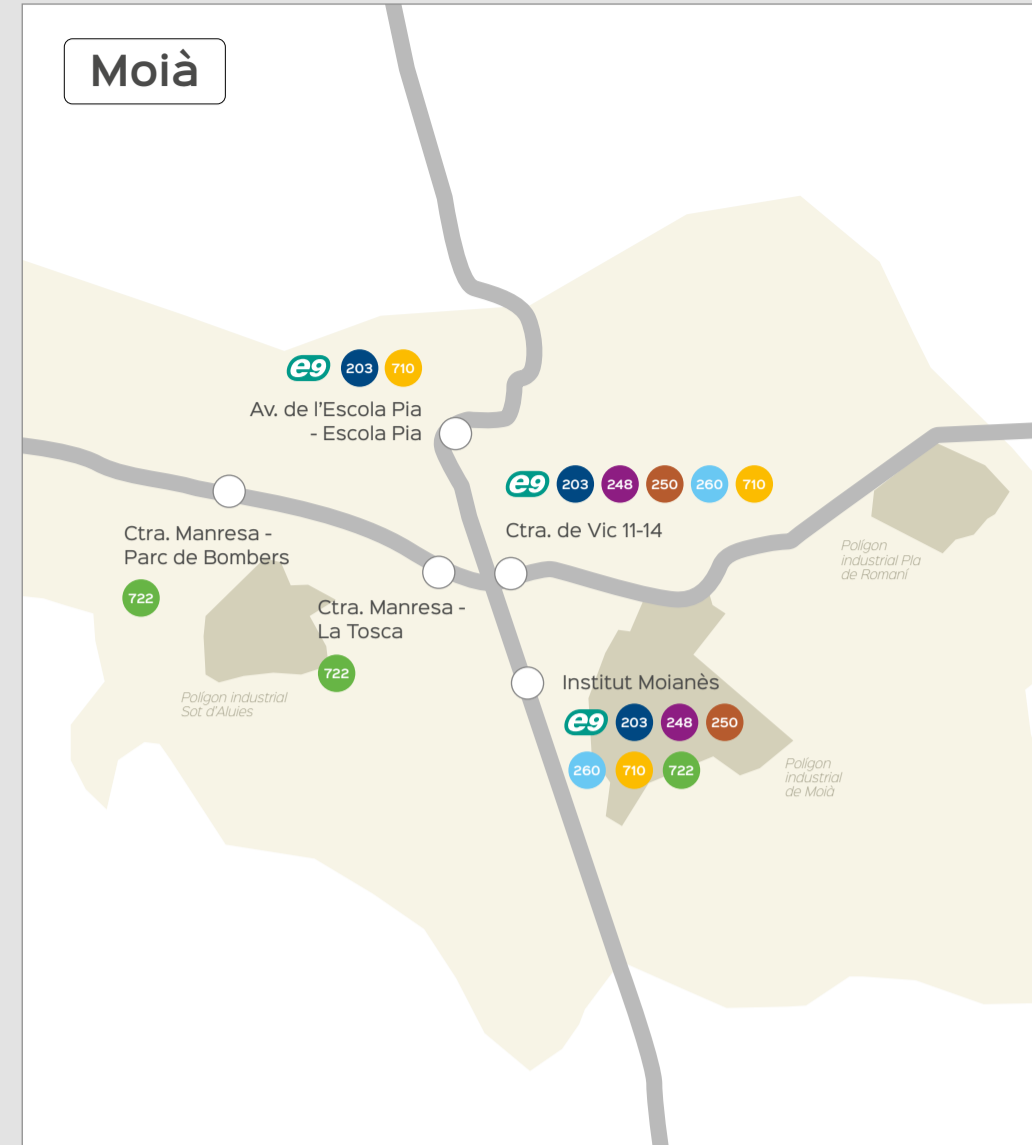 Moià
e9 203 710
Av. de l'Escola Pia
- Escola Pia
e9 203 248 250 260 710
Ctra. de Vic 11-14
Ctra. Manresa -
Parc de Bombers
722
Polígon
industrial Pla
de Romaní
Ctra. Manresa -
La Tosca
722
Polígon industrial
Sot d'Aluies
Institut Moianès
e9 203 248 250
260 710 722
Polígon
industrial
de Moià